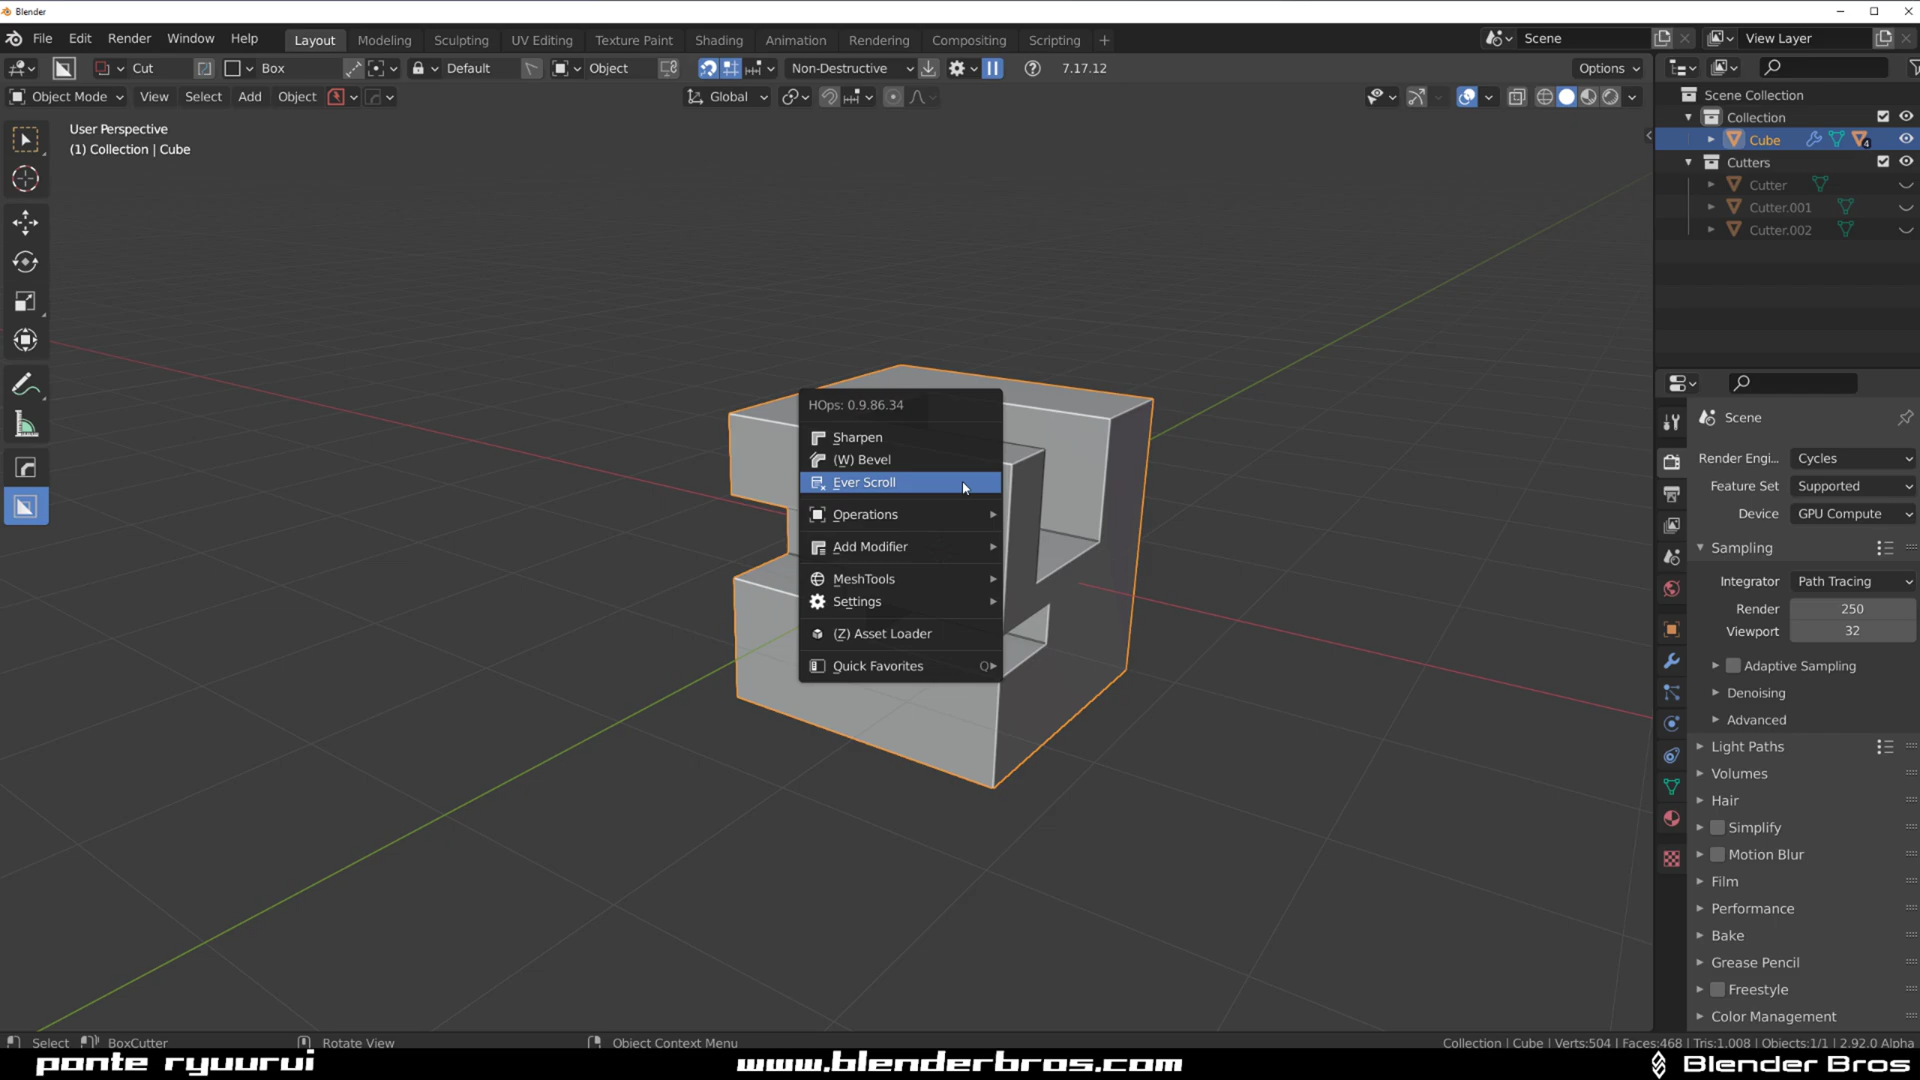 Blender
File Edit Render Window Help Layout Modeling Sculpting UV Editing Texture Paint Shading Animation Rendering Compositing Scripting + Scene View Layer
Cut Box Default Object Non-Destructive 7.17.12 Options
Object Mode View Select Add Object Global
User Perspective
(1) Collection | Cube
Scene Collection
Collection
Cube 4
Cutters
Cutter
Cutter.001
Cutter.002
HOps: 0.9.86.34
Sharpen
(W) Bevel
Ever Scroll
Operations
Add Modifier
MeshTools
Settings
(Z) Asset Loader
Quick Favorites Q
Scene
Render Engi... Cycles
Feature Set Supported
Device GPU Compute
Sampling
Integrator Path Tracing
Render 250
Viewport 32
Adaptive Sampling
Denoising
Advanced
Light Paths
Volumes
Hair
Simplify
Motion Blur
Film
Performance
Bake
Grease Pencil
Freestyle
Color Management
Select BoxCutter Rotate View Object Context Menu Collection | Cube | Verts:504 | Faces:468 | Tris:1.008 | Objects:1/1 | 2.92.0 Alpha
ponte ryuurui www.blenderbros.com Blender Bros